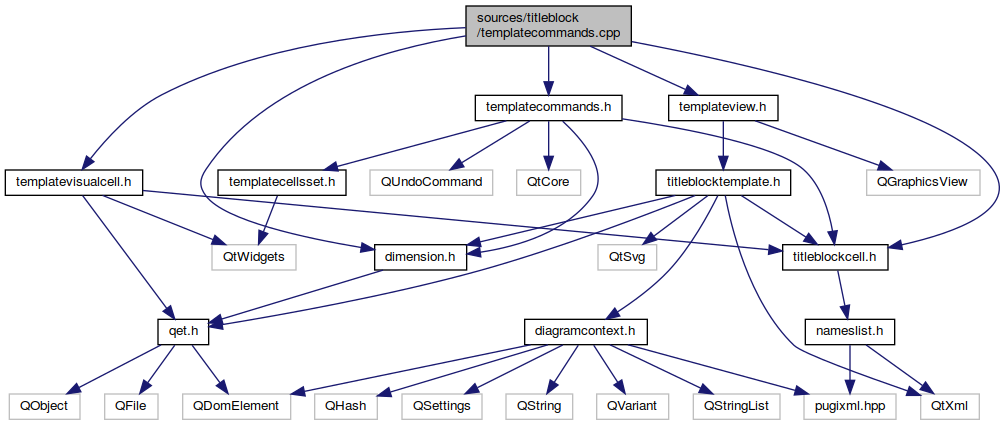 sources/titleblock
/templatecommands.cpp
templatecommands.h
templateview.h
templatevisualcell.h
templatecellsset.h
QUndoCommand
QtCore
titleblocktemplate.h
QGraphicsView
QtWidgets
dimension.h
QtSvg
titleblockcell.h
qet.h
diagramcontext.h
nameslist.h
QObject
QFile
QDomElement
QHash
QSettings
QString
QVariant
QStringList
pugixml.hpp
QtXml